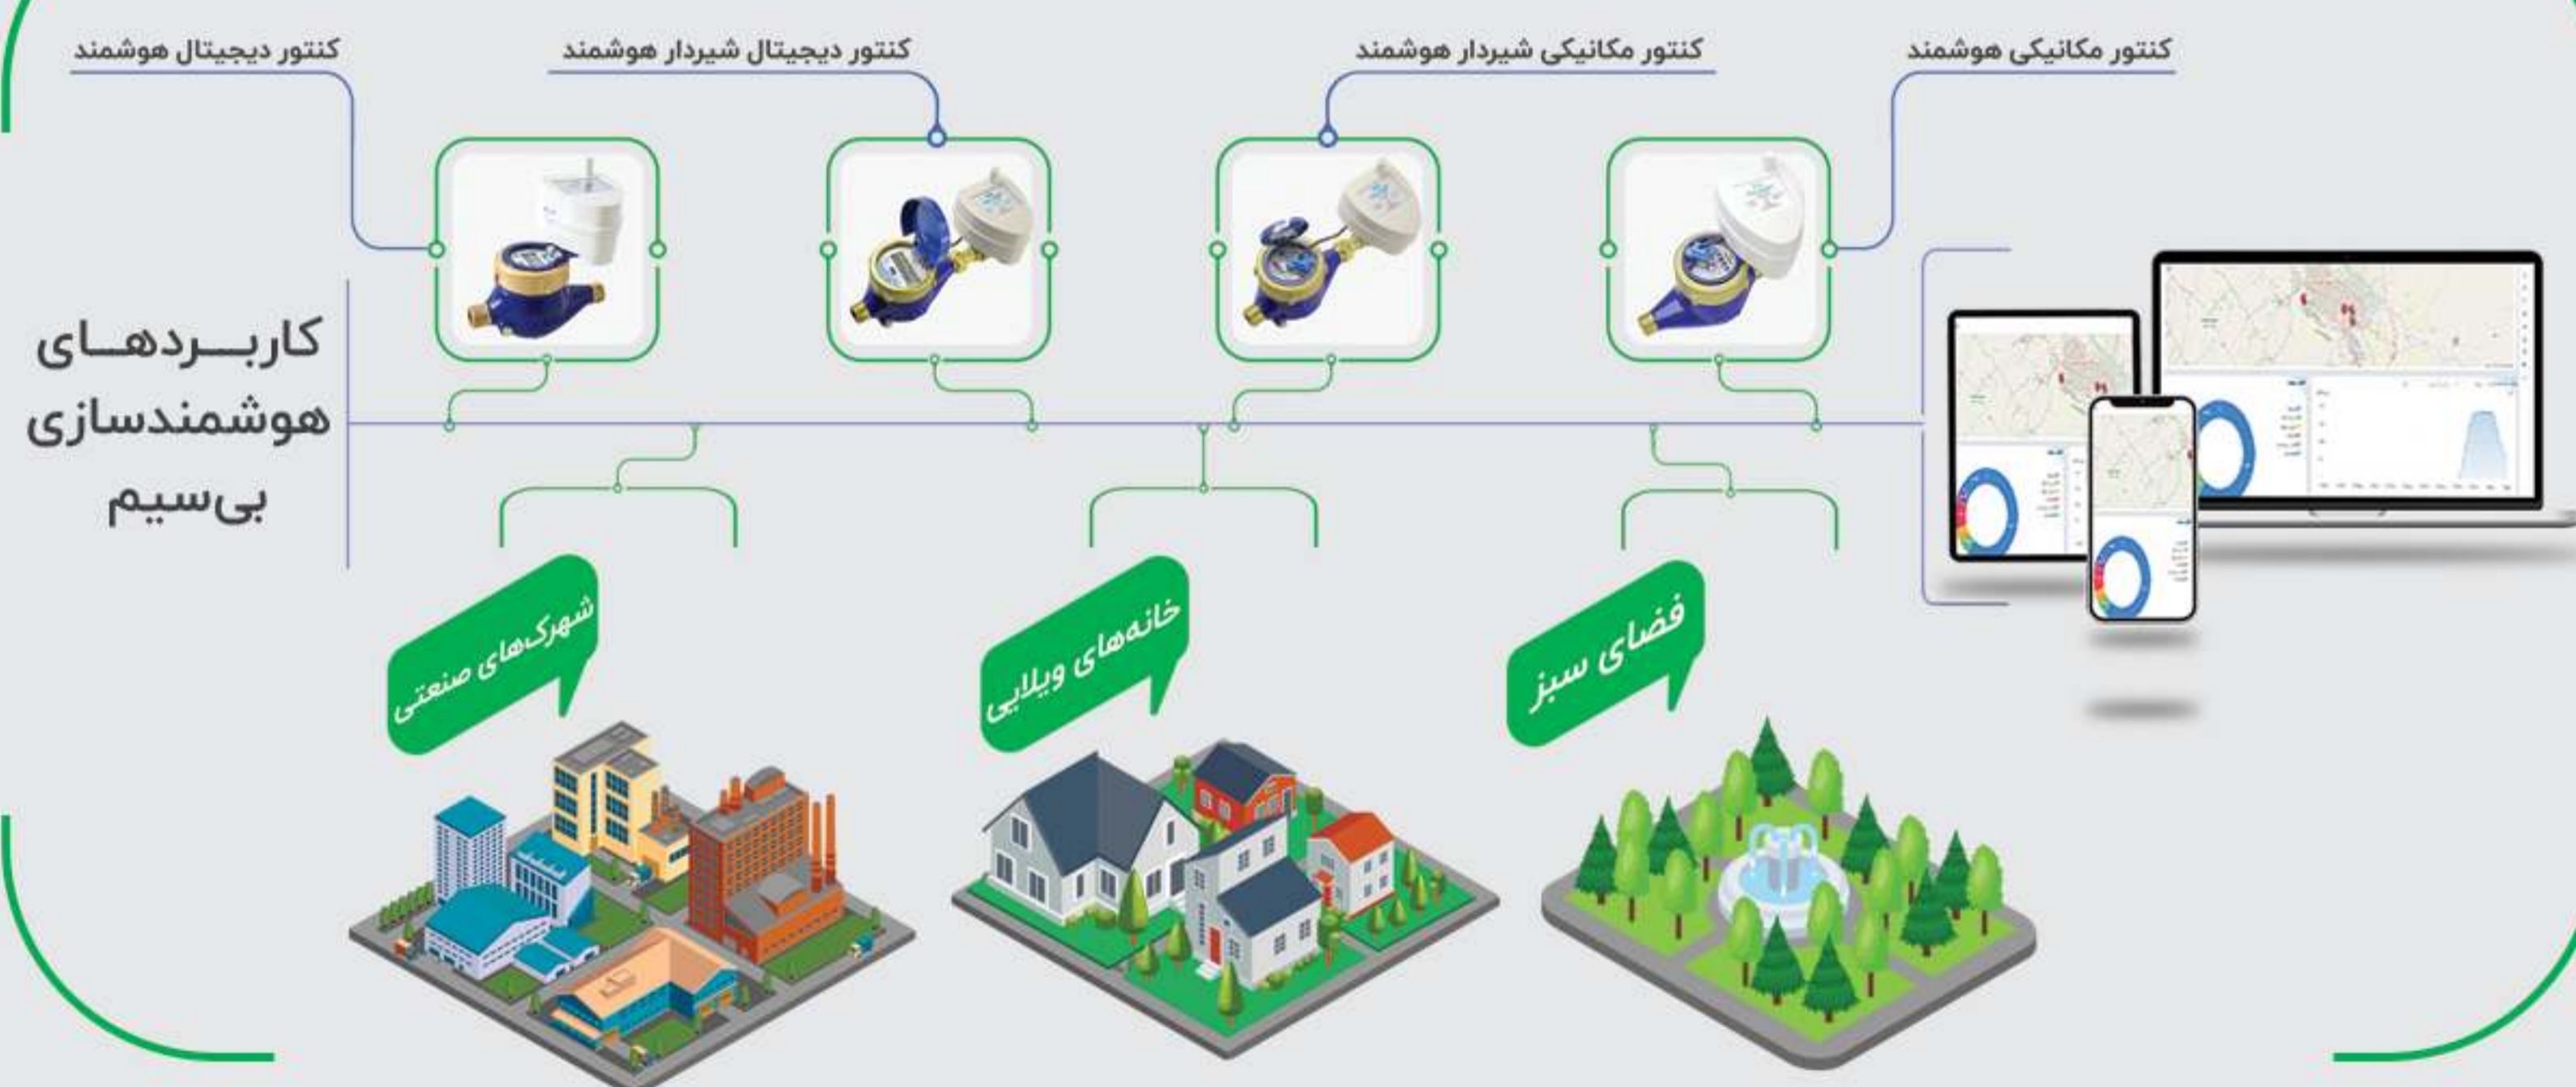 کنتور مکانیکی هوشمند
کنتور مکانیکی شیردار هوشمند
کنتور دیجیتال شیردار هوشمند
کنتور دیجیتال هوشمند
کاربردهای
هوشمندسازی
بی‌سیم
فضای سبز
خانه‌های ویلایی
شهرک‌های صنعتی